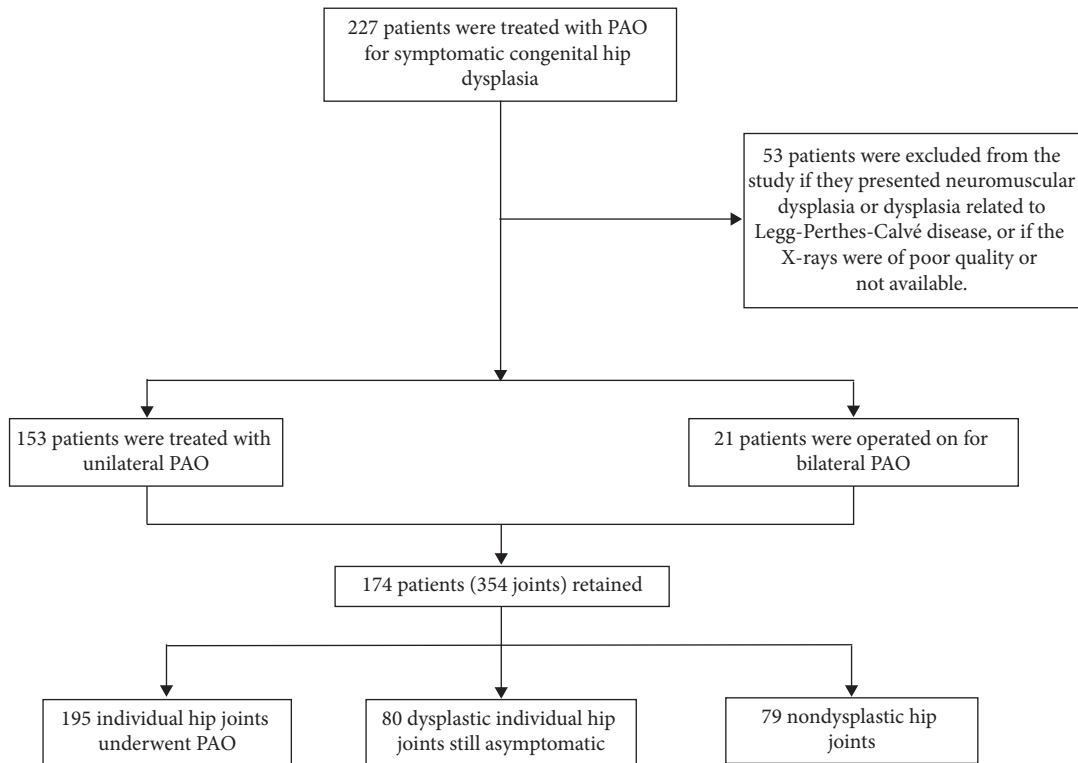 227 patients were treated with PAO
for symptomatic congenital hip
dysplasia
53 patients were excluded from the
study if they presented neuromuscular
dysplasia or dysplasia related to
Legg-Perthes-Calvé disease, or if the
X-rays were of poor quality or
not available.
153 patients were treated with
unilateral PAO
21 patients were operated on for
bilateral PAO
174 patients (354 joints) retained
195 individual hip joints
underwent PAO
80 dysplastic individual hip
joints still asymptomatic
79 nondysplastic hip
joints